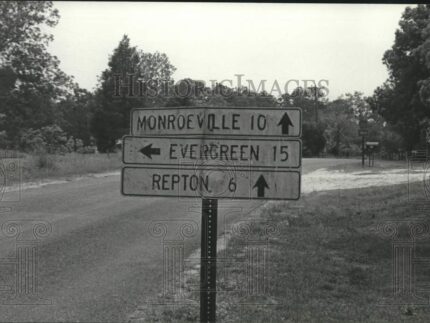 HISTORIC IMAGES
MONROEVILLE 10
EVERGREEN 15
REPTON 6